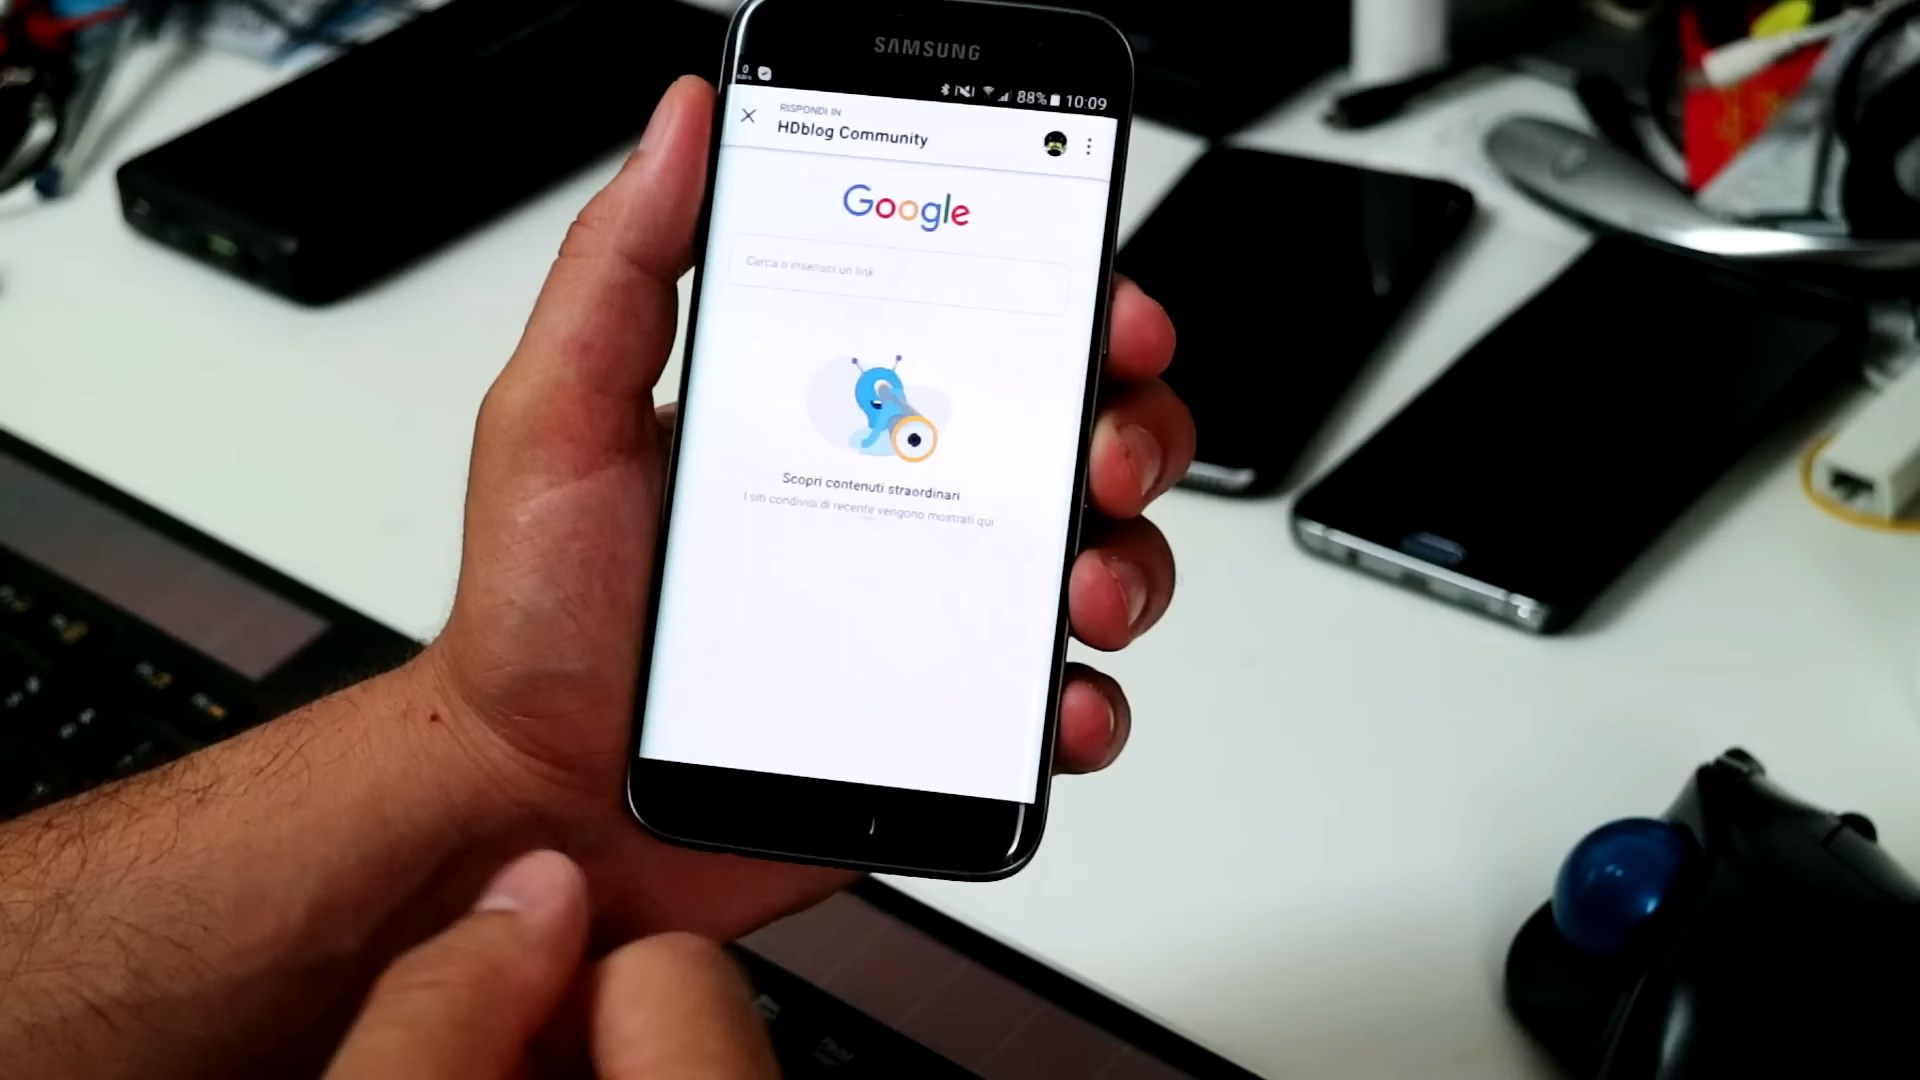 SAMSUNG
88% 10:09
RISPONDI IN
HDblog Community
Google
Cerca o inserisci un link
Scopri contenuti straordinari
I siti condivisi di recente vengono mostrati qui